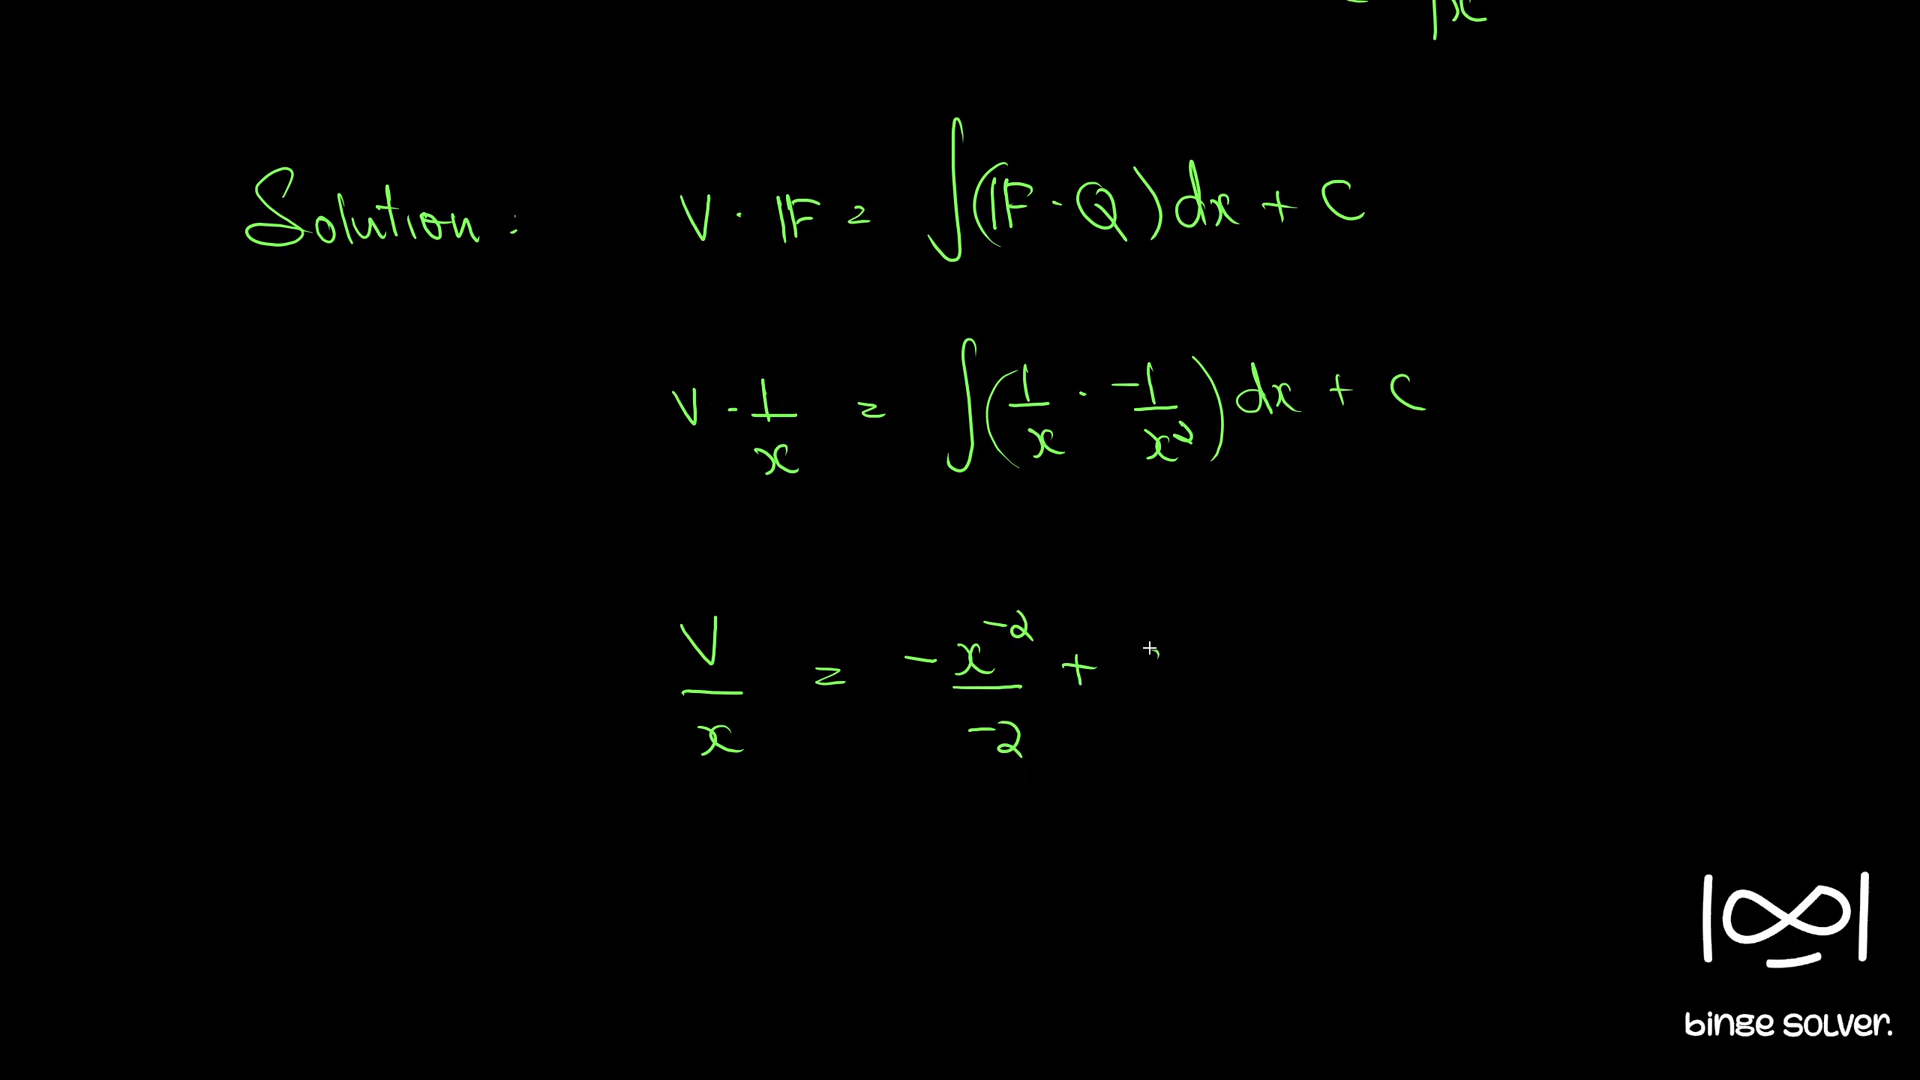 Solution : V · IF = ∫(IF · Q)dx + C
V · 1/x = ∫(1/x · -1/x²)dx + C
V/x = -x⁻²/-2 +
binge solver.